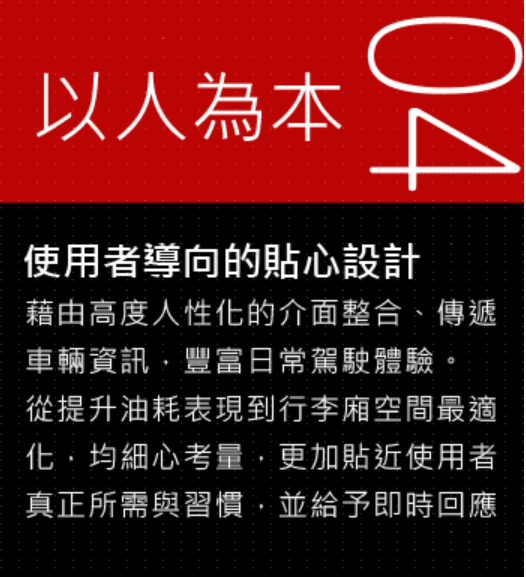 以人為本
04
使用者導向的貼心設計
藉由高度人性化的介面整合、傳遞
車輛資訊，豐富日常駕駛體驗。
從提升油耗表現到行李廂空間最適
化，均細心考量，更加貼近使用者
真正所需與習慣，並給予即時回應